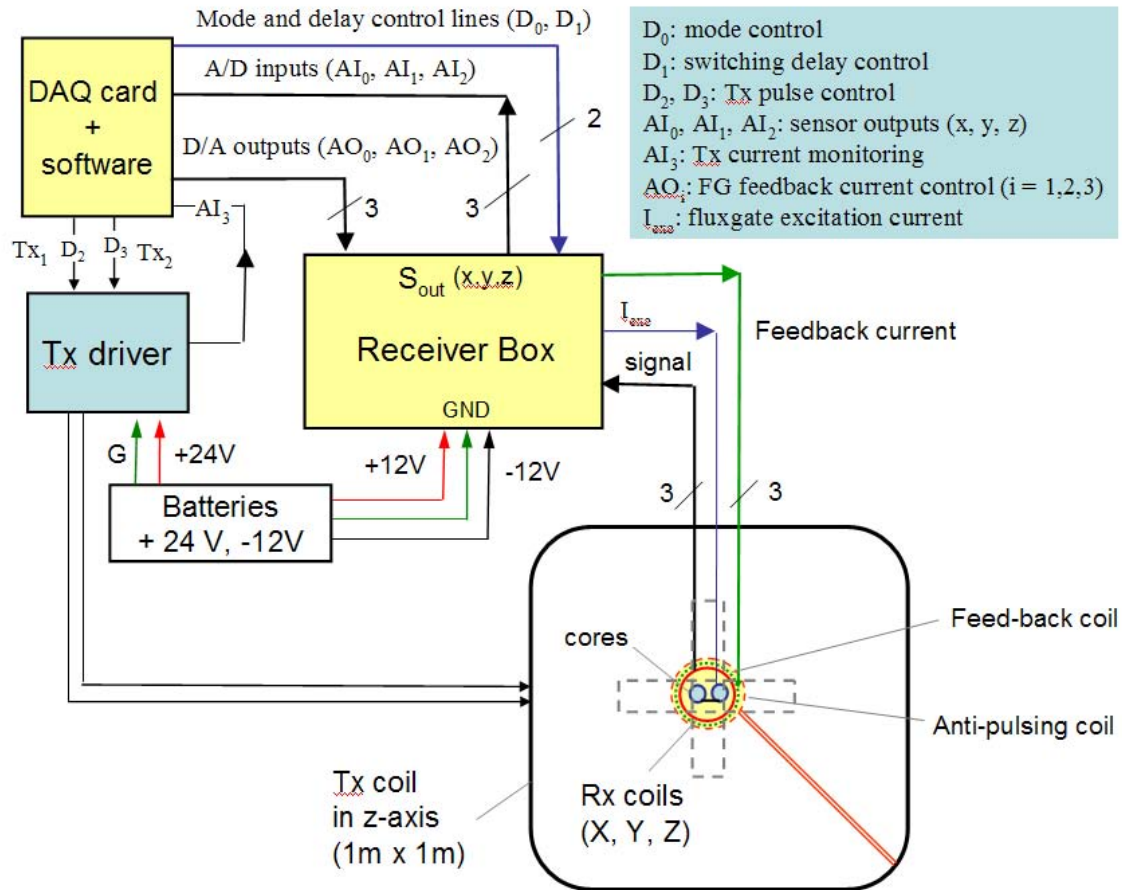 Mode and delay control lines (D₀, D₁)
A/D inputs (AI₀, AI₁, AI₂)
DAQ card
+
software
D/A outputs (AO₀, AO₁, AO₂)
2
3
3
AI₃
Tx₁ D₂ D₃ Tx₂
D₀: mode control
D₁: switching delay control
D₂, D₃: Tx pulse control
AI₀, AI₁, AI₂: sensor outputs (x, y, z)
AI₃: Tx current monitoring
AOᵢ: FG feedback current control (i = 1,2,3)
Iₑₓₑ: fluxgate excitation current
Tx driver
Sout (x,y,z)
Receiver Box
GND
Iₑₓₑ
signal
Feedback current
G
+24V
+12V
-12V
Batteries
+ 24 V, -12V
3
3
cores
Feed-back coil
Anti-pulsing coil
Tx coil
in z-axis
(1m x 1m)
Rx coils
(X, Y, Z)